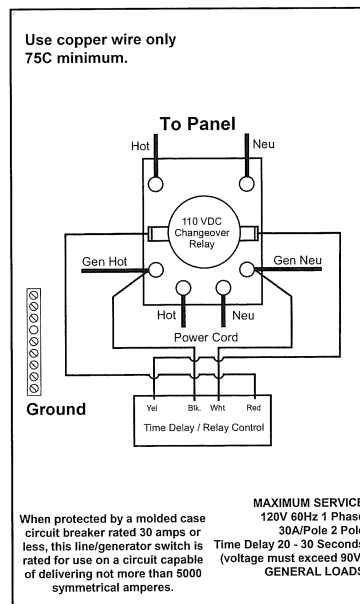 Use copper wire only
75C minimum.
To Panel
Hot
Neu
110 VDC
Changeover
Relay
Gen Hot
Gen Neu
Hot
Neu
Power Cord
Ground
Yel
Blk.
Wht
Red
Time Delay / Relay Control
When protected by a molded case
circuit breaker rated 30 amps or
less, this line/generator switch is
rated for use on a circuit capable
of delivering not more than 5000
symmetrical amperes.
MAXIMUM SERVICE
120V 60Hz 1 Phase
30A/Pole 2 Pole
Time Delay 20 - 30 Seconds
(voltage must exceed 90V
GENERAL LOADS